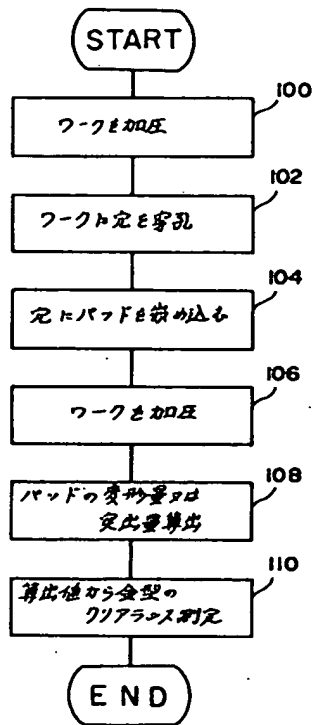 START
100
ワークを加圧
102
ワークに穴を穿孔
104
穴にパッドを嵌め込む
106
ワークを加圧
108
パッドの変形量又は
突出量算出
110
算出値から金型の
クリアランス測定
END